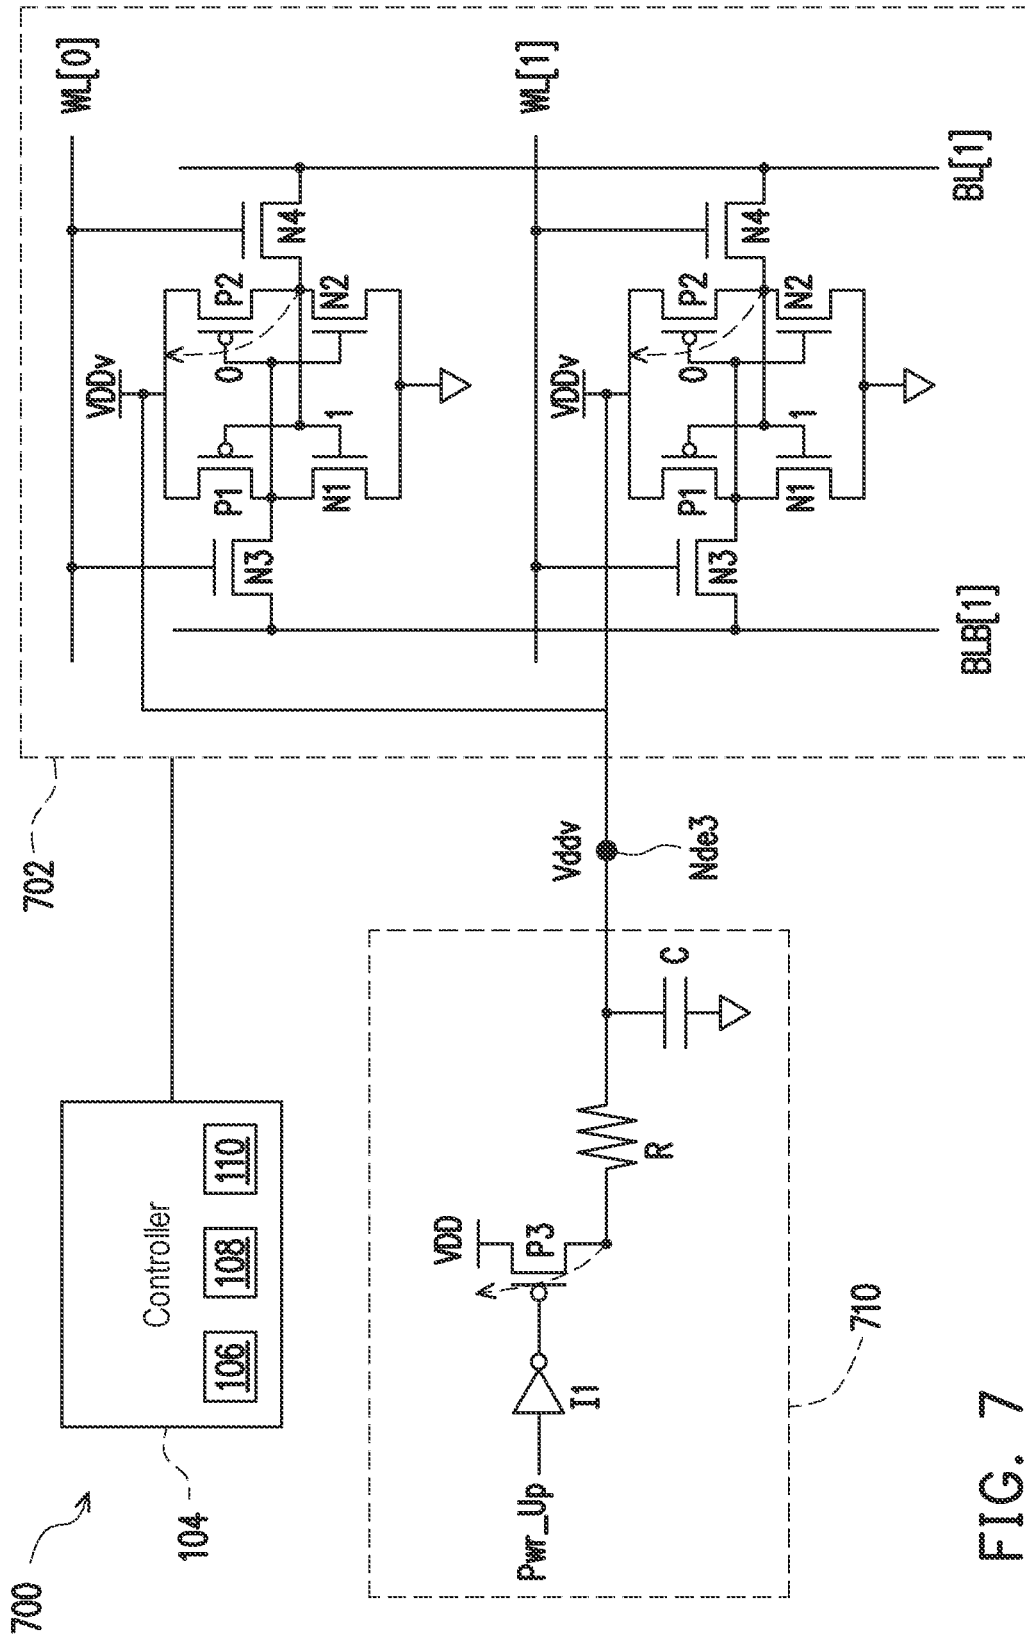 700
104
Controller
106
108
110
702
WL[0]
VDDv
P1
P2
0
1
N1
N2
N3
N4
WL[1]
VDDv
P1
P2
0
1
N1
N2
N3
N4
BLB[1]
BL[1]
Vddv
Nde3
VDD
P3
R
C
Pwr_Up
I1
710
FIG. 7